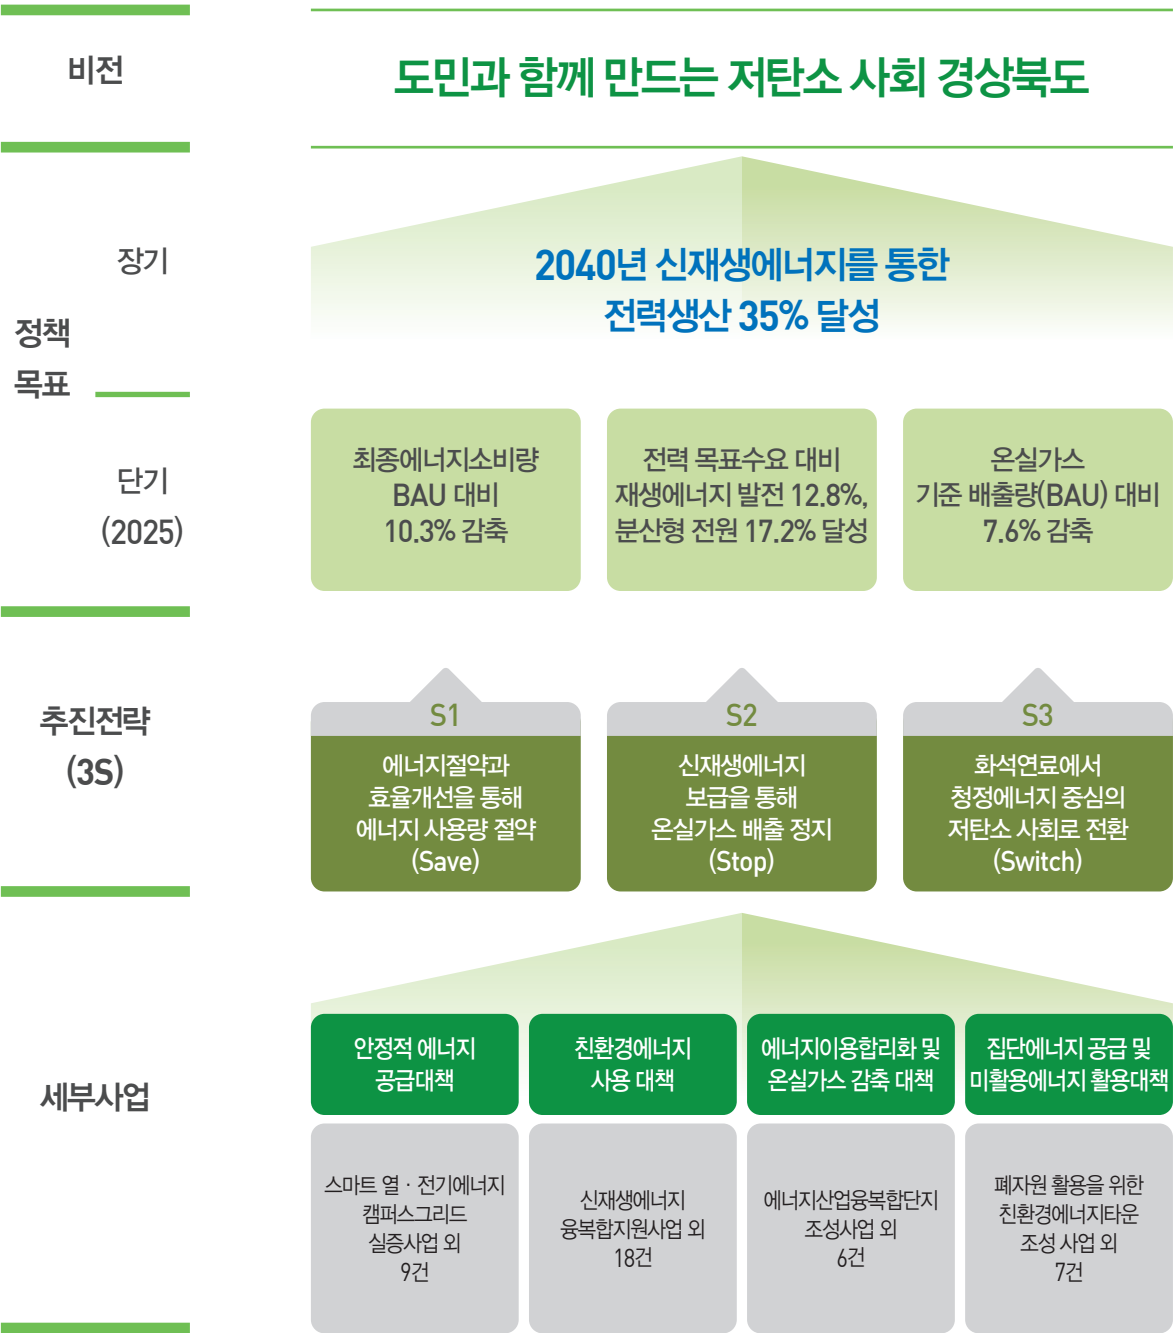 비전
도민과 함께 만드는 저탄소 사회 경상북도
정책
목표
장기
2040년 신재생에너지를 통한
전력생산 35% 달성
단기
(2025)
최종에너지소비량
BAU 대비
10.3% 감축
전력 목표수요 대비
재생에너지 발전 12.8%,
분산형 전원 17.2% 달성
온실가스
기준 배출량(BAU) 대비
7.6% 감축
추진전략
(3S)
S1
에너지절약과
효율개선을 통해
에너지 사용량 절약
(Save)
S2
신재생에너지
보급을 통해
온실가스 배출 정지
(Stop)
S3
화석연료에서
청정에너지 중심의
저탄소 사회로 전환
(Switch)
세부사업
안정적 에너지
공급대책
친환경에너지
사용 대책
에너지이용합리화 및
온실가스 감축 대책
집단에너지 공급 및
미활용에너지 활용대책
스마트 열 · 전기에너지
캠퍼스그리드
실증사업 외
9건
신재생에너지
융복합지원사업 외
18건
에너지산업융복합단지
조성사업 외
6건
폐자원 활용을 위한
친환경에너지타운
조성 사업 외
7건